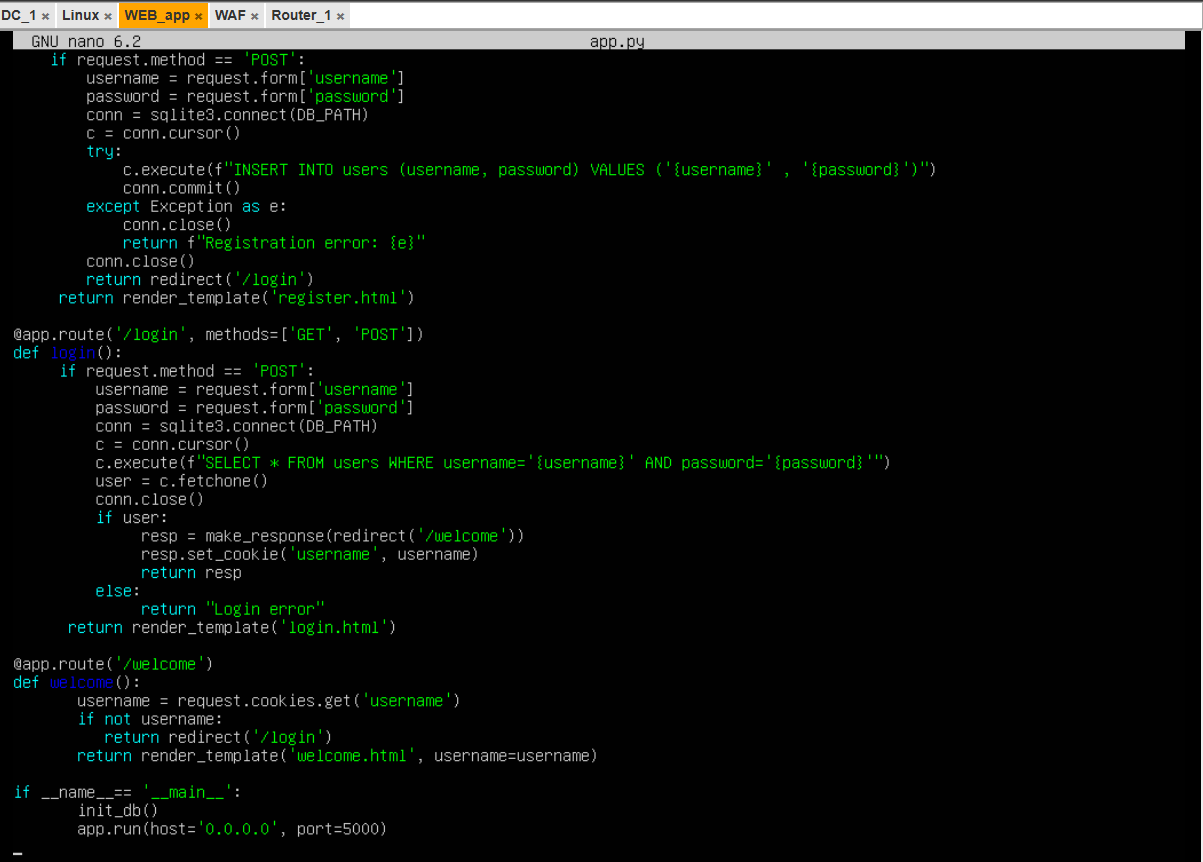 DC_1 × Linux × WEB_app × WAF × Router_1 ×
GNU nano 6.2 app.py
    if request.method == 'POST':
        username = request.form['username']
        password = request.form['password']
        conn = sqlite3.connect(DB_PATH)
        c = conn.cursor()
        try:
            c.execute(f"INSERT INTO users (username, password) VALUES ('{username}' , '{password}')")
            conn.commit()
        except Exception as e:
            conn.close()
            return f"Registration error: {e}"
        conn.close()
        return redirect('/login')
     return render_template('register.html')

@app.route('/login', methods=['GET', 'POST'])
def login():
     if request.method == 'POST':
         username = request.form['username']
         password = request.form['password']
         conn = sqlite3.connect(DB_PATH)
         c = conn.cursor()
         c.execute(f"SELECT * FROM users WHERE username='{username}' AND password='{password}'")
         user = c.fetchone()
         conn.close()
         if user:
              resp = make_response(redirect('/welcome'))
              resp.set_cookie('username', username)
              return resp
         else:
              return "Login error"
      return render_template('login.html')

@app.route('/welcome')
def welcome():
       username = request.cookies.get('username')
       if not username:
          return redirect('/login')
       return render_template('welcome.html', username=username)

if __name__== '__main__':
       init_db()
       app.run(host='0.0.0.0', port=5000)